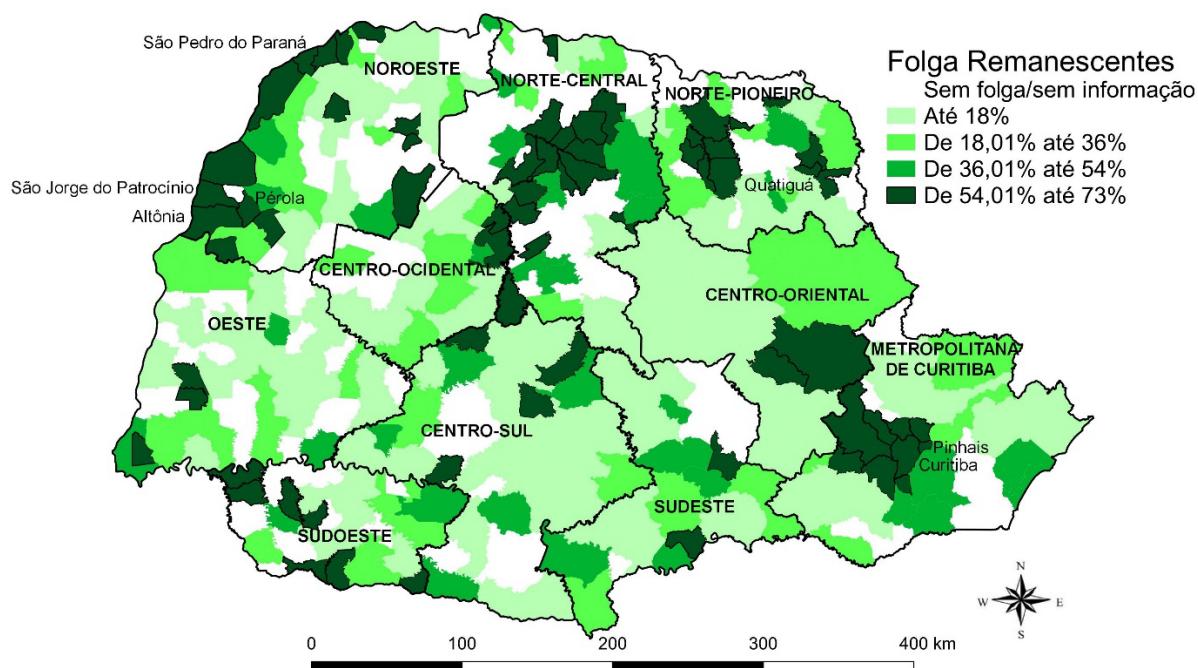 São Pedro do Paraná
NOROESTE
NORTE-CENTRAL
NORTE-PIONEIRO
Folga Remanescentes
Sem folga/sem informação
Até 18%
De 18,01% até 36%
De 36,01% até 54%
De 54,01% até 73%
São Jorge do Patrocínio
Pérola
Altônia
Quatiguá
CENTRO-OCIDENTAL
CENTRO-ORIENTAL
OESTE
METROPOLITANA
DE CURITIBA
CENTRO-SUL
Pinhais
Curitiba
SUDESTE
SUDOESTE
N
W
E
S
0 100 200 300 400 km